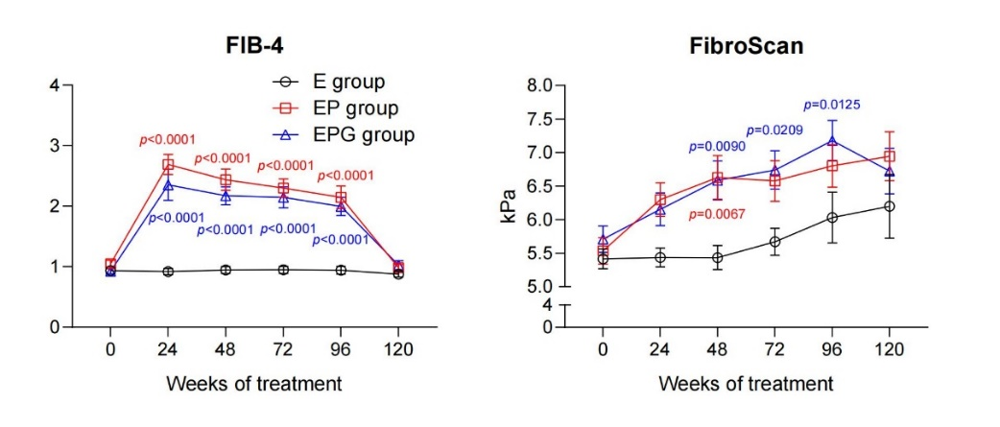 FIB-4
E group
EP group
EPG group
4
3
2
1
0
p<0.0001
p<0.0001
p<0.0001
p<0.0001
p<0.0001
p<0.0001
p<0.0001
p<0.0001
0 24 48 72 96 120
Weeks of treatment
FibroScan
kPa
8.0
7.5
7.0
6.5
6.0
5.5
5.0
4
0
p=0.0125
p=0.0209
p=0.0090
p=0.0067
0 24 48 72 96 120
Weeks of treatment